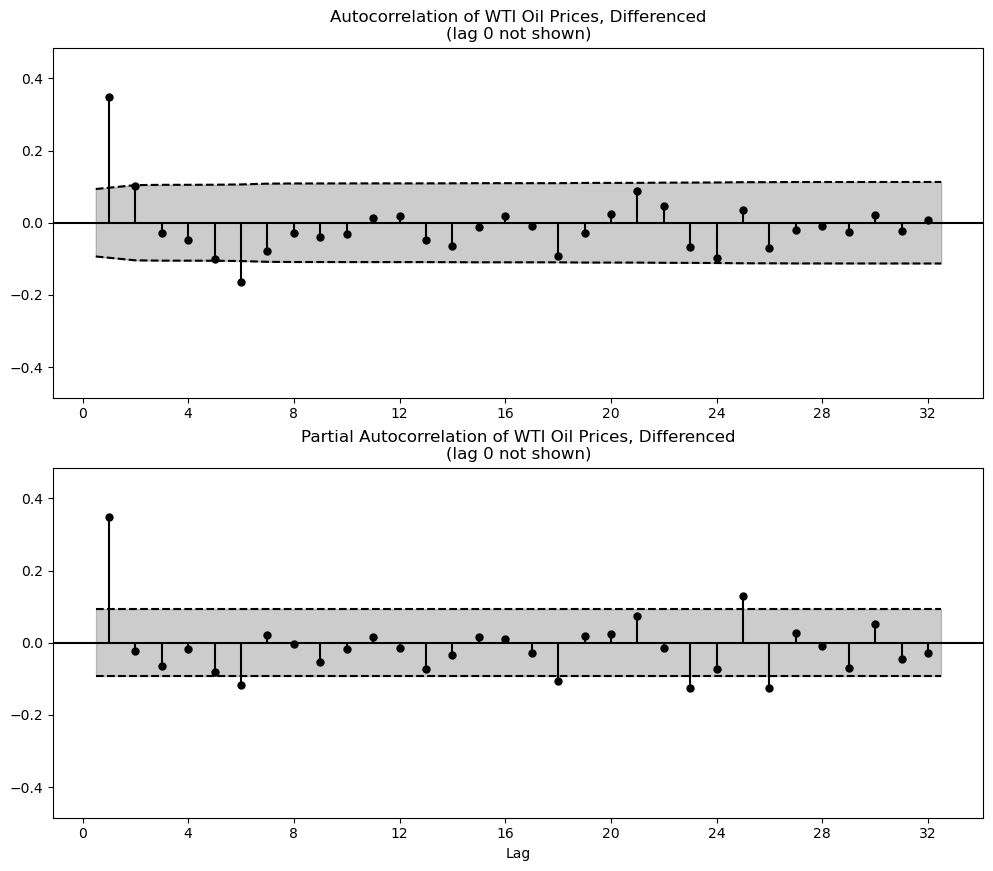 Autocorrelation of WTI Oil Prices, Differenced
(lag 0 not shown)
0.4
0.2
0.0
−0.2
−0.4
0 4 8 12 16 20 24 28 32
Partial Autocorrelation of WTI Oil Prices, Differenced
(lag 0 not shown)
0.4
0.2
0.0
−0.2
−0.4
0 4 8 12 16 20 24 28 32
Lag